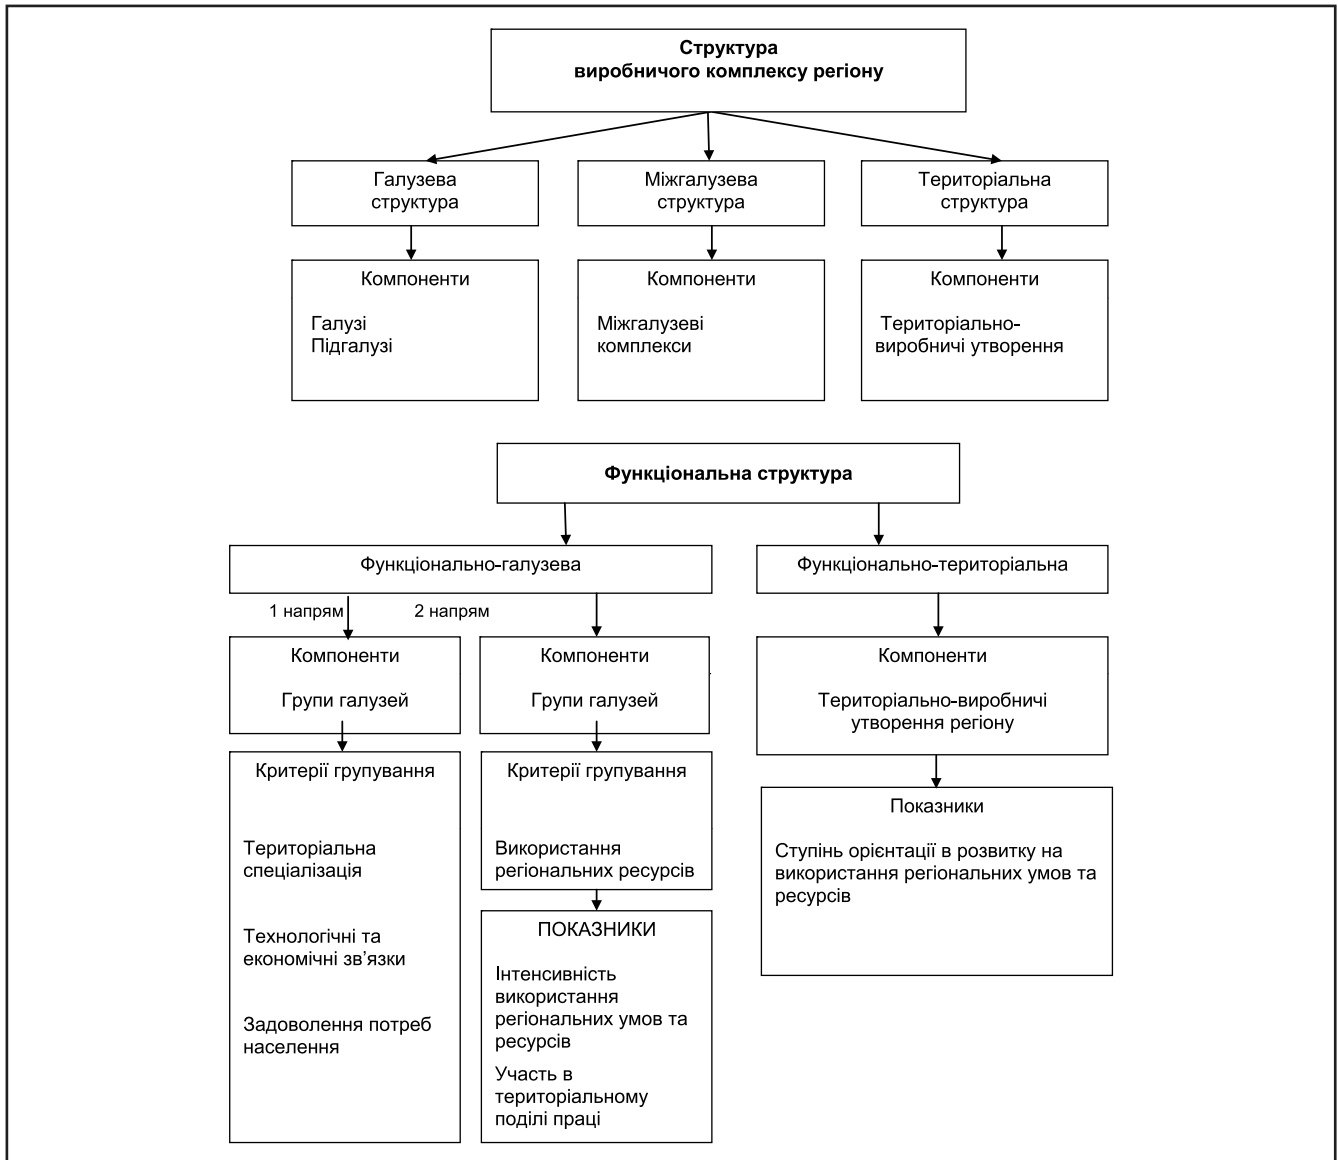 Структура
виробничого комплексу регіону
Галузева
структура
Міжгалузева
структура
Територіальна
структура
Компоненти
Галузі
Підгалузі
Компоненти
Міжгалузеві
комплекси
Компоненти
Територіально-
виробничі утворення
Функціональна структура
Функціонально-галузева
Функціонально-територіальна
1 напрям
2 напрям
Компоненти
Групи галузей
Компоненти
Групи галузей
Компоненти
Територіально-виробничі
утворення регіону
Критерії групування
Територіальна
спеціалізація
Технологічні та
економічні зв’язки
Задоволення потреб
населення
Критерії групування
Використання
регіональних ресурсів
ПОКАЗНИКИ
Інтенсивність
використання
регіональних умов та
ресурсів
Участь в
територіальному
поділі праці
Показники
Ступінь орієнтації в розвитку на
використання регіональних умов та
ресурсів